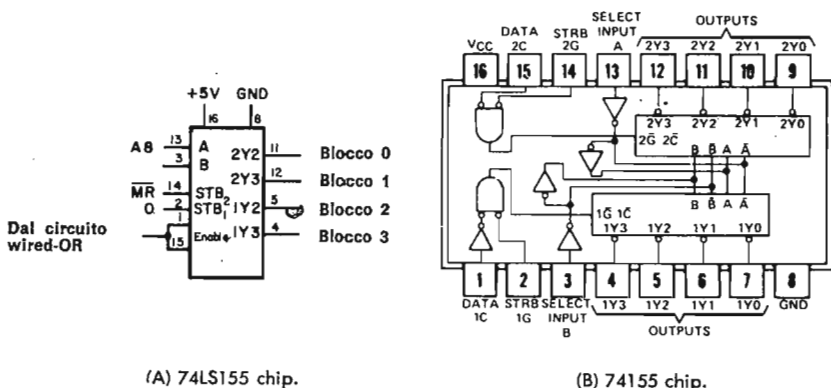 +5V GND
16 8
A8 13 A
3 B
2Y2 11 Blocco 0
2Y3 12 Blocco 1
M̅R̅ 14 STB2
0 2 STB1
1Y2 5 Blocco 2
1 Enable
15
1Y3 4 Blocco 3
Dal circuito
wired-OR
(A) 74LS155 chip.
DATA STRB SELECT INPUT OUTPUTS
VCC 2C 2G A 2Y3 2Y2 2Y1 2Y0
16 15 14 13 12 11 10 9
2Y3 2Y2 2Y1 2Y0
2G̅ 2C̅
B B̅ A A̅
B B̅ A A̅
1G̅ 1C̅
1Y3 1Y2 1Y1 1Y0
1 2 3 4 5 6 7 8
DATA STRB SELECT 1Y3 1Y2 1Y1 1Y0 GND
1C 1G INPUT
B OUTPUTS
(B) 74155 chip.